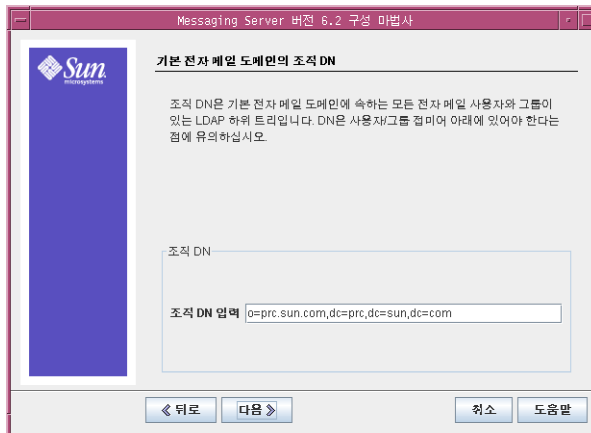 Messaging Server 버전 6.2 구성 마법사
Sun
microsystems
기본 전자 메일 도메인의 조직 DN
조직 DN은 기본 전자 메일 도메인에 속하는 모든 전자 메일 사용자와 그룹이
있는 LDAP 하위 트리입니다. DN은 사용자/그룹 접미어 아래에 있어야 한다는
점에 유의하십시오.
조직 DN
조직 DN 입력 o=prc.sun.com,dc=prc,dc=sun,dc=com
뒤로 다음 취소 도움말